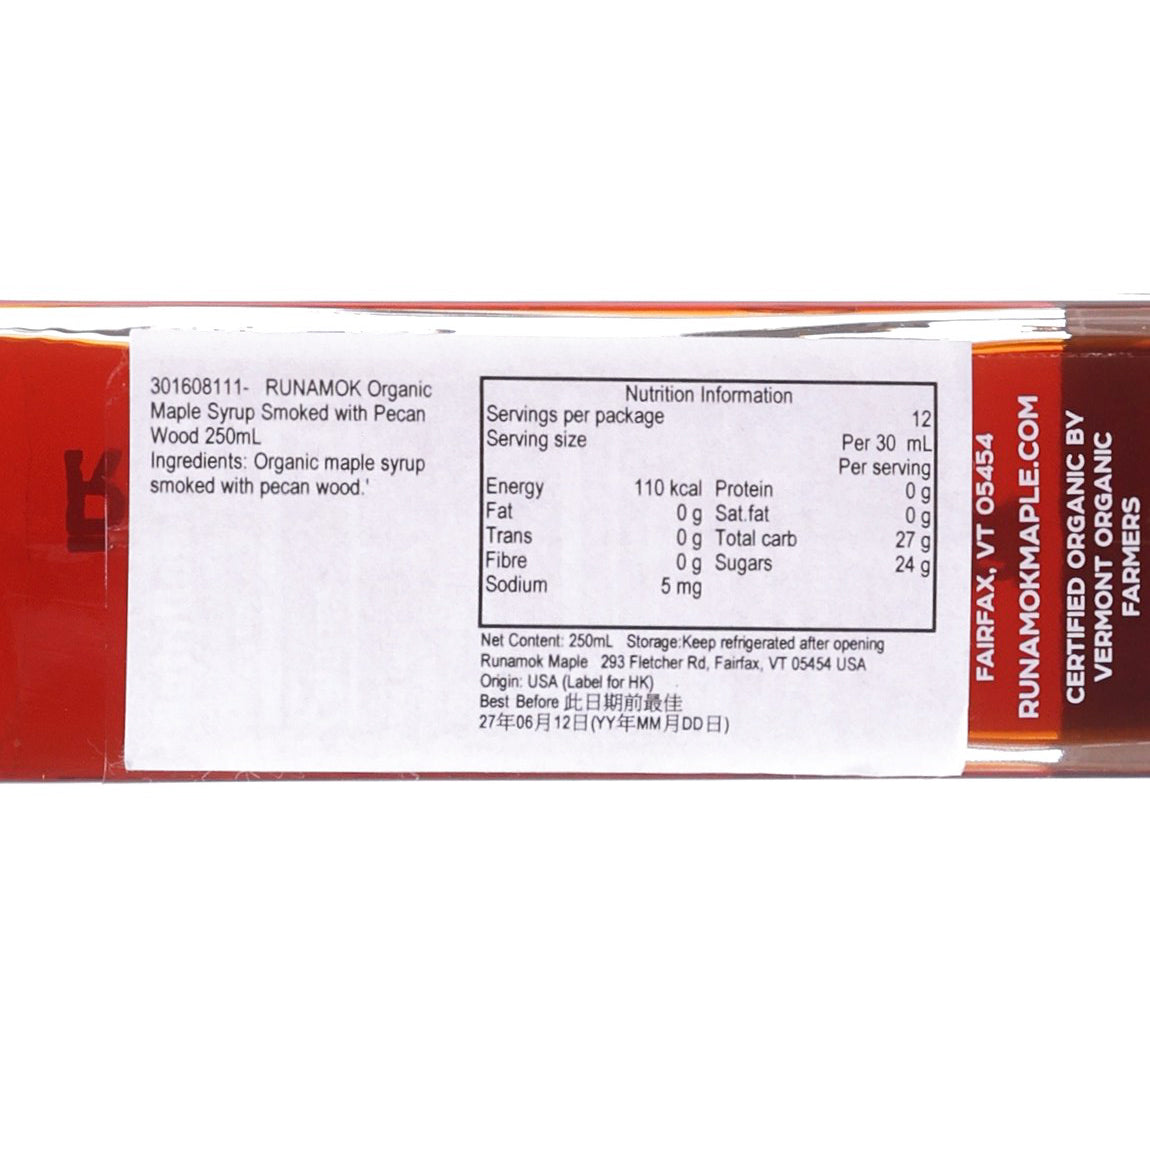 301608111- RUNAMOK Organic
Maple Syrup Smoked with Pecan
Wood 250mL
Ingredients: Organic maple syrup
smoked with pecan wood.'
Nutrition Information
Servings per package 12
Serving size Per 30 mL
Per serving
Energy 110 kcal Protein 0 g
Fat 0 g Sat.fat 0 g
Trans 0 g Total carb 27 g
Fibre 0 g Sugars 24 g
Sodium 5 mg
Net Content: 250mL Storage:Keep refrigerated after opening
Runamok Maple 293 Fletcher Rd, Fairfax, VT 05454 USA
Origin: USA (Label for HK)
Best Before 此日期前最佳
27年06月12日(YY年MM月DD日)
FAIRFAX, VT 05454
RUNAMOKMAPLE.COM
CERTIFIED ORGANIC BY
VERMONT ORGANIC
FARMERS